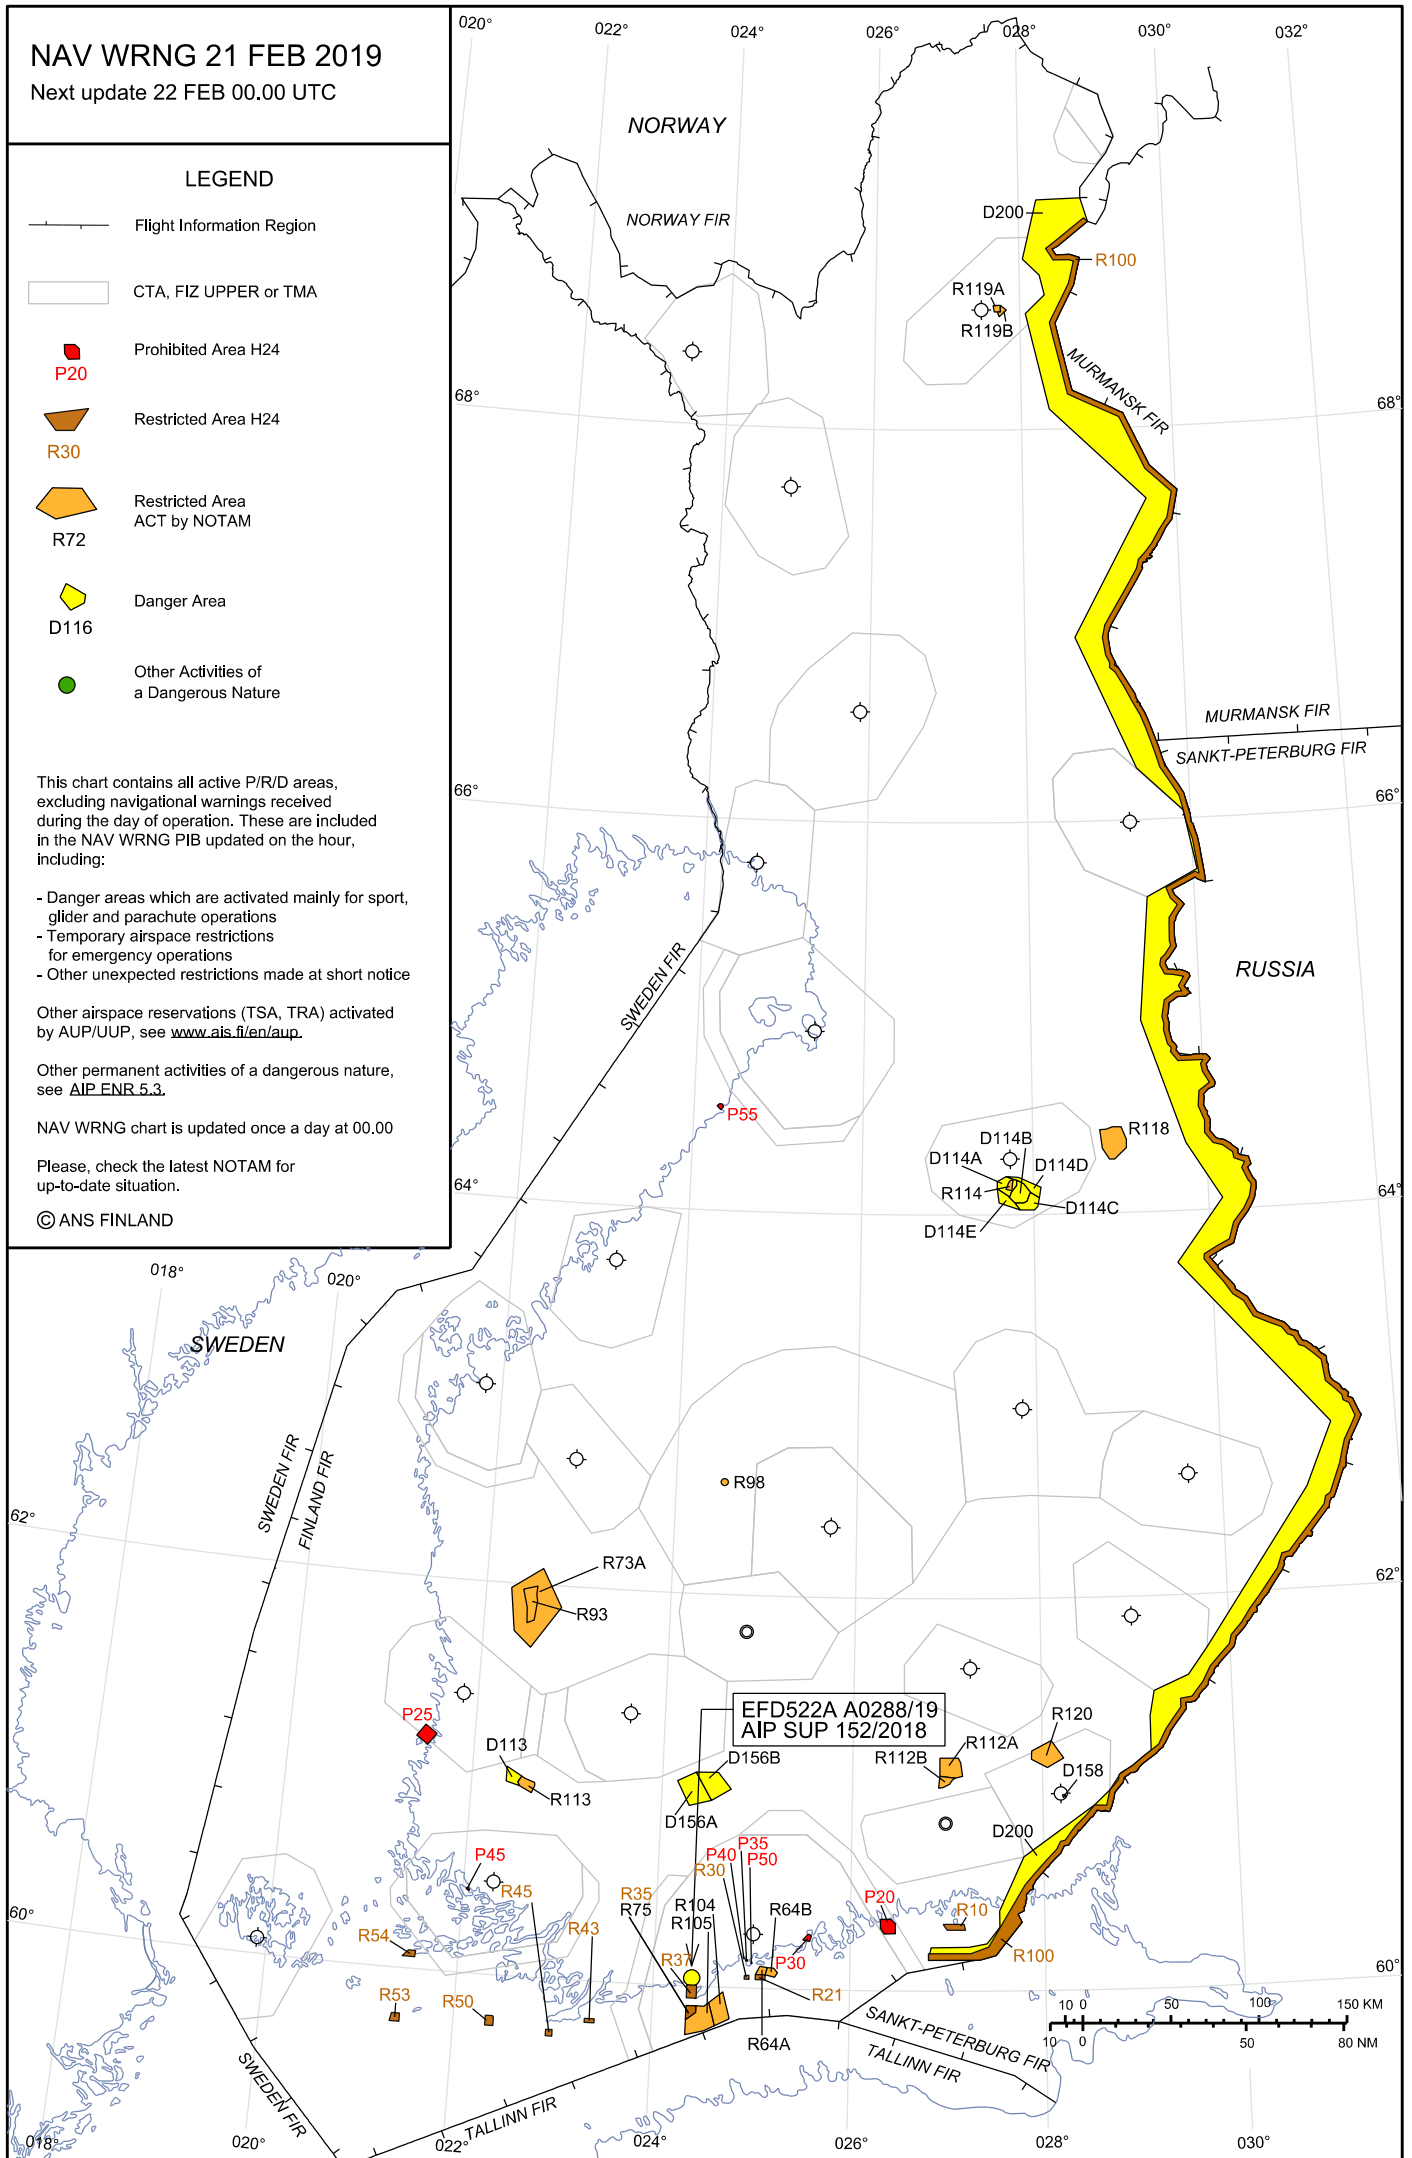 NAV WRNG 21 FEB 2019
Next update 22 FEB 00.00 UTC
LEGEND
Flight Information Region
CTA, FIZ UPPER or TMA
Prohibited Area H24
P20
Restricted Area H24
R30
Restricted Area
ACT by NOTAM
R72
Danger Area
D116
Other Activities of
a Dangerous Nature
This chart contains all active P/R/D areas,
excluding navigational warnings received
during the day of operation. These are included
in the NAV WRNG PIB updated on the hour,
including:
- Danger areas which are activated mainly for sport,
glider and parachute operations
- Temporary airspace restrictions
for emergency operations
- Other unexpected restrictions made at short notice
Other airspace reservations (TSA, TRA) activated
by AUP/UUP, see www.ais.fi/en/aup.
Other permanent activities of a dangerous nature,
see AIP ENR 5.3.
NAV WRNG chart is updated once a day at 00.00
Please, check the latest NOTAM for
up-to-date situation.
© ANS FINLAND
020°
022°
024°
026°
028°
030°
032°
NORWAY
NORWAY FIR
D200
R100
R119A
R119B
MURMANSK FIR
68°
68°
MURMANSK FIR
SANKT-PETERBURG FIR
66°
66°
SWEDEN FIR
RUSSIA
P55
R118
D114B
D114A
D114D
R114
D114C
D114E
64°
64°
018°
020°
SWEDEN
SWEDEN FIR
FINLAND FIR
R98
62°
62°
R73A
R93
P25
EFD522A A0288/19
AIP SUP 152/2018
R120
R112A
R112B
D113
D156B
D158
R113
D156A
D200
P35
P40
P50
R30
P45
R45
R35
R75
R104
R105
R64B
P20
R10
R43
R54
R37
P30
R100
60°
60°
R53
R50
R21
R64A
10 0 50 100 150 KM
10 0 50 80 NM
SANKT-PETERBURG FIR
TALLINN FIR
SWEDEN FIR
TALLINN FIR
018°
020°
022°
024°
026°
028°
030°